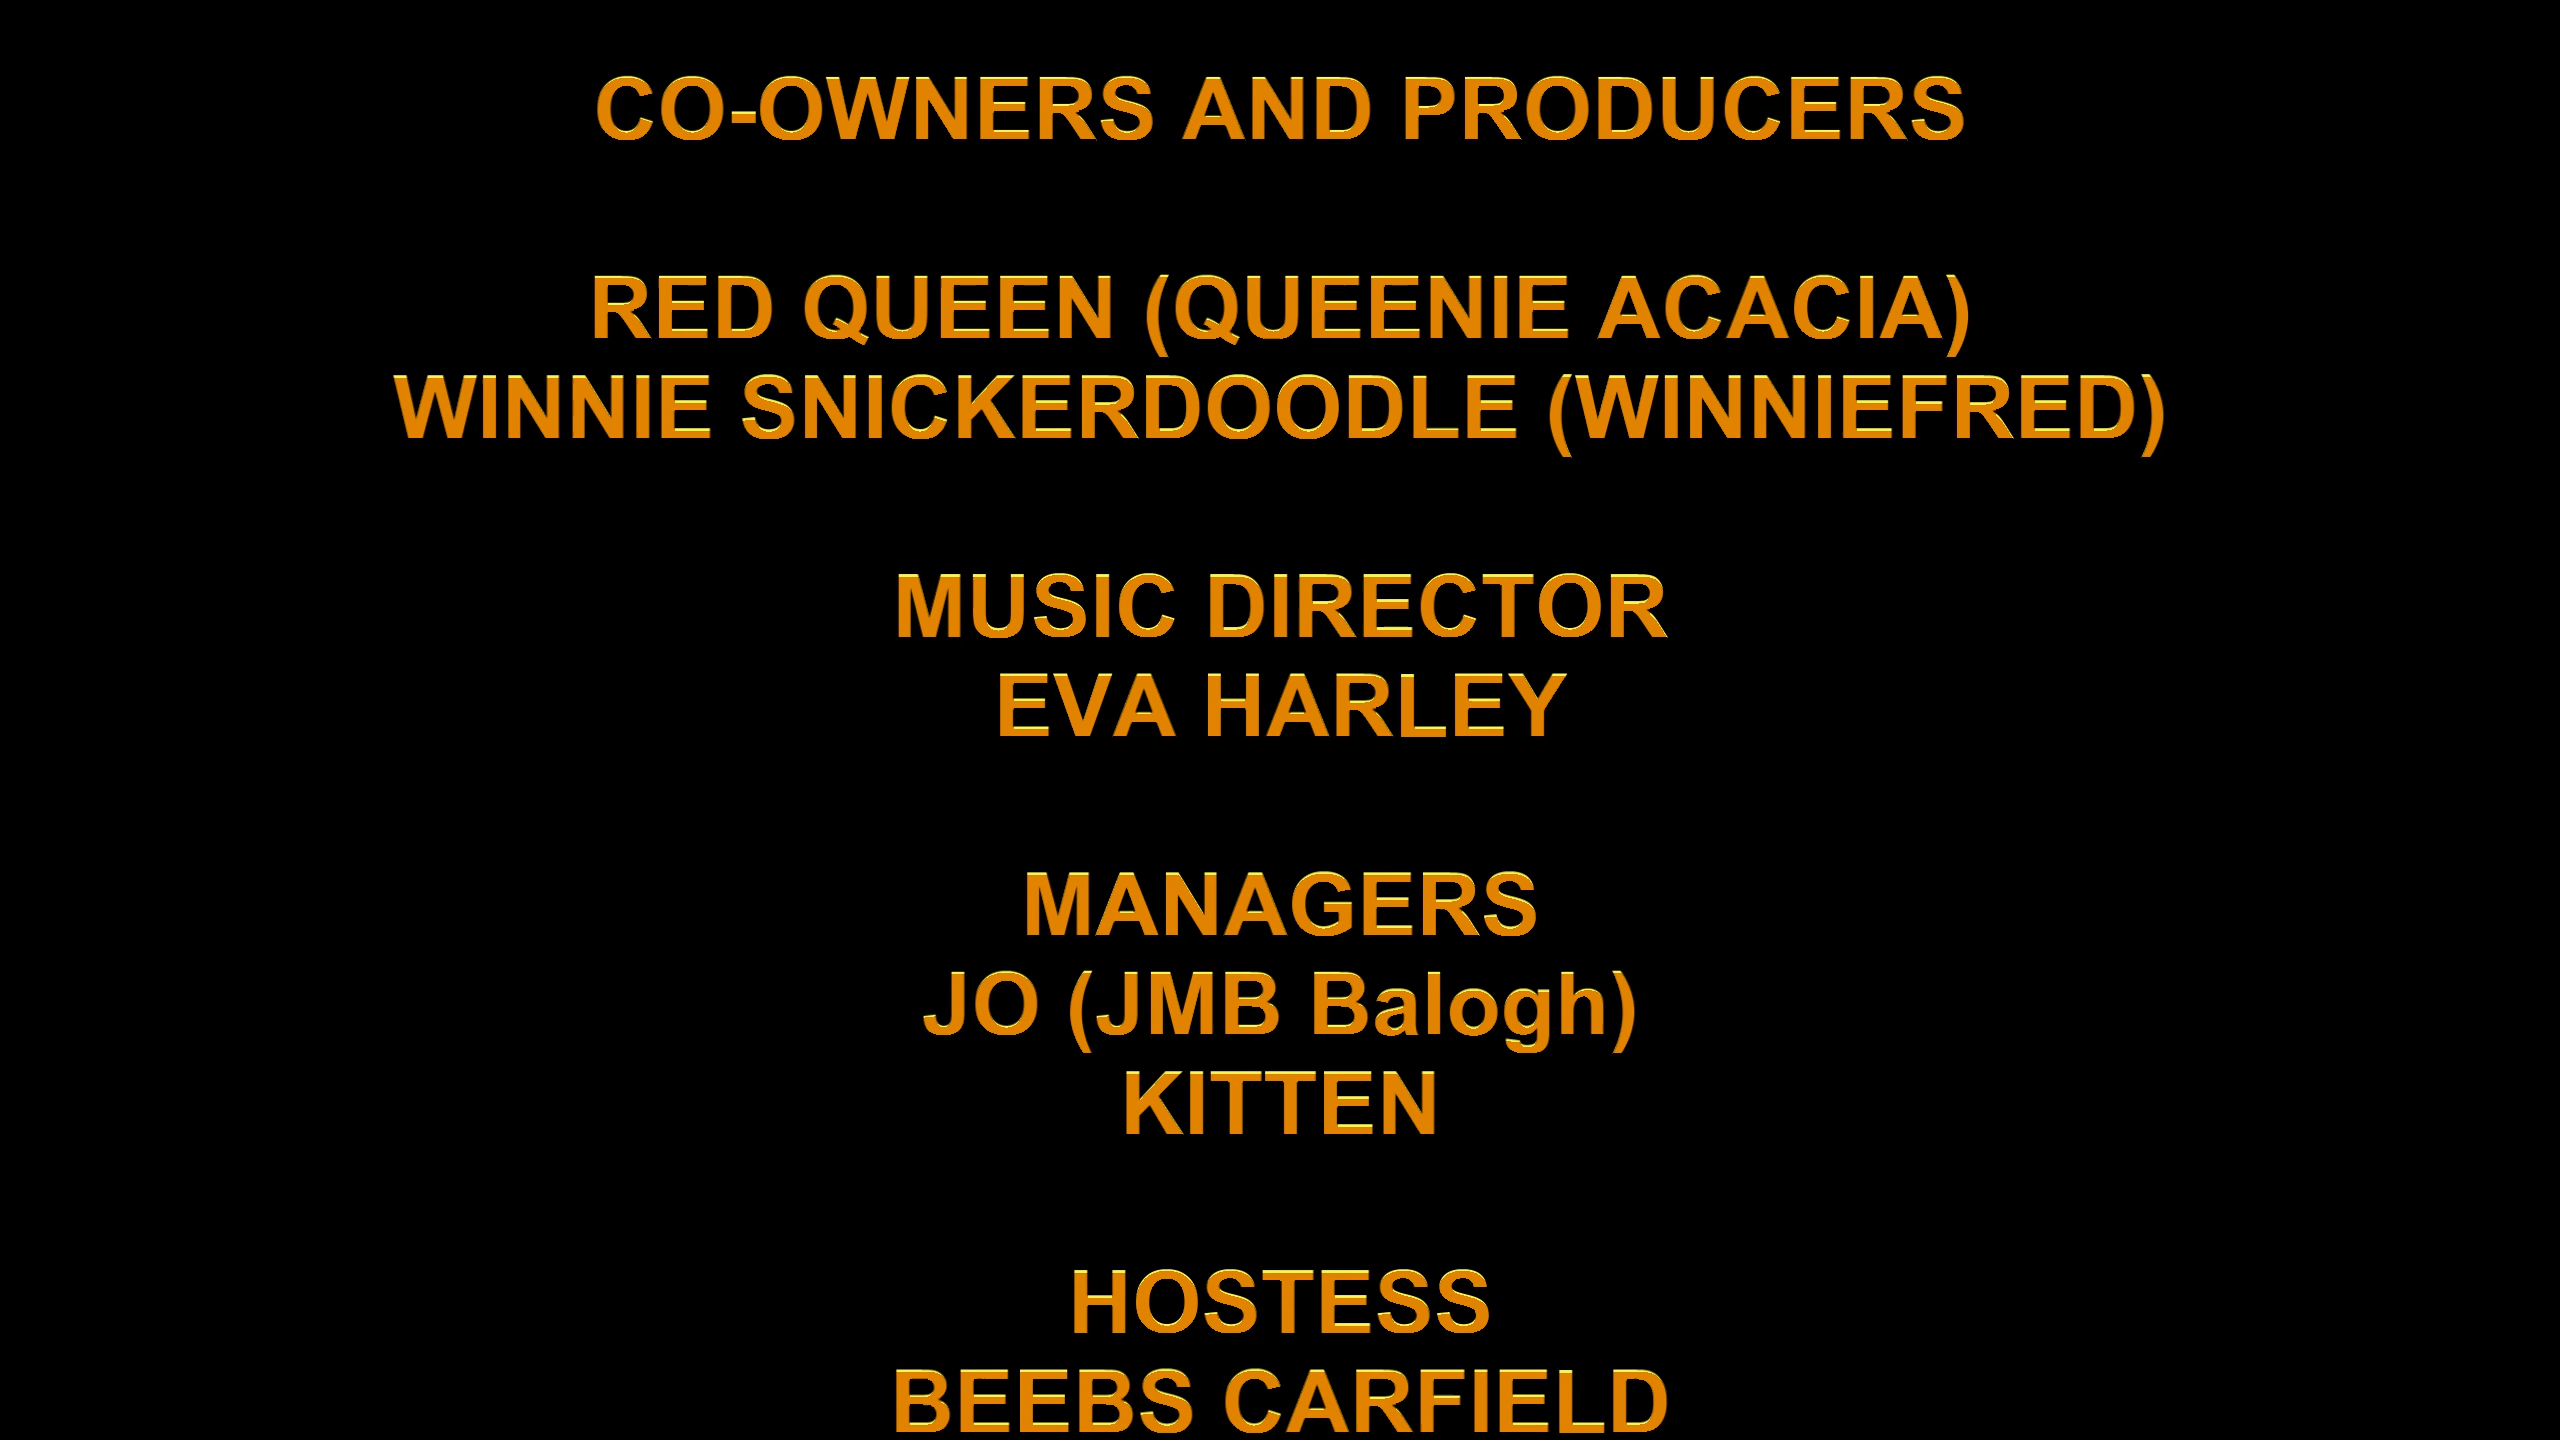 CO-OWNERS AND PRODUCERS
RED QUEEN (QUEENIE ACACIA)
WINNIE SNICKERDOODLE (WINNIEFRED)
MUSIC DIRECTOR
EVA HARLEY
MANAGERS
JO (JMB Balogh)
KITTEN
HOSTESS
BEEBS CARFIELD